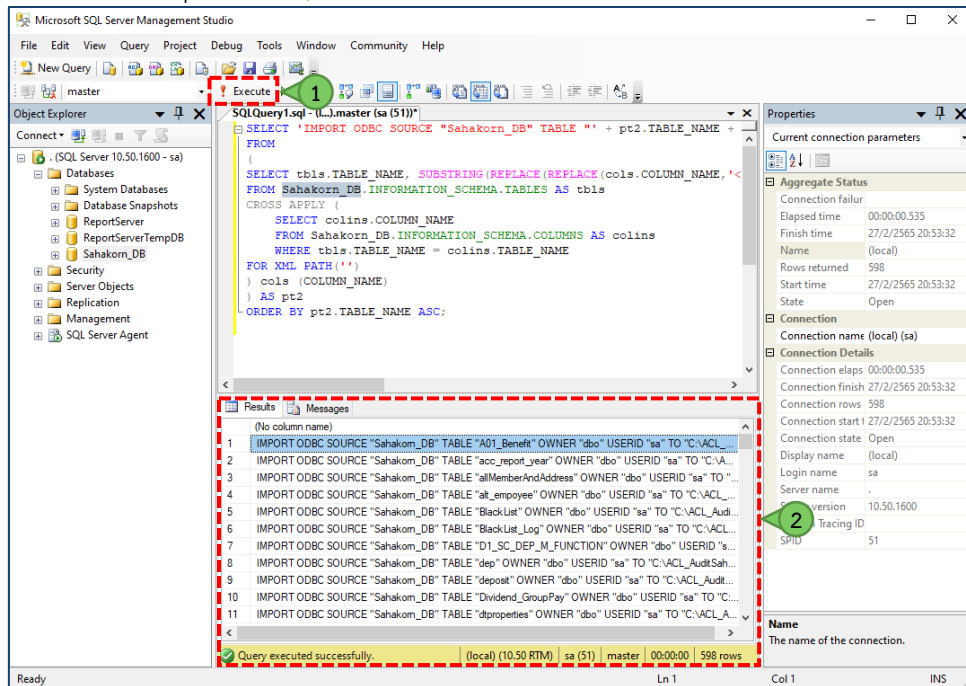 Microsoft SQL Server Management Studio
File Edit View Query Project Debug Tools Window Community Help
New Query
master
Execute
1
Object Explorer
Connect
. (SQL Server 10.50.1600 - sa)
Databases
System Databases
Database Snapshots
ReportServer
ReportServerTempDB
Sahakorn_DB
Security
Server Objects
Replication
Management
SQL Server Agent
SQLQuery1.sql - (l...).master (sa (51))*
SELECT 'IMPORT ODBC SOURCE "Sahakorn_DB" TABLE "' + pt2.TABLE_NAME +
FROM
(
SELECT tbls.TABLE_NAME, SUBSTRING(REPLACE(REPLACE(cols.COLUMN_NAME,'<
FROM Sahakorn_DB.INFORMATION_SCHEMA.TABLES AS tbls
CROSS APPLY (
SELECT colins.COLUMN_NAME
FROM Sahakorn_DB.INFORMATION_SCHEMA.COLUMNS AS colins
WHERE tbls.TABLE_NAME = colins.TABLE_NAME
FOR XML PATH('')
) cols (COLUMN_NAME)
) AS pt2
ORDER BY pt2.TABLE_NAME ASC;
Results Messages
(No column name)
1 IMPORT ODBC SOURCE "Sahakorn_DB" TABLE "A01_Benefit" OWNER "dbo" USERID "sa" TO "C:\ACL_...
2 IMPORT ODBC SOURCE "Sahakorn_DB" TABLE "acc_report_year" OWNER "dbo" USERID "sa" TO "C:\A...
3 IMPORT ODBC SOURCE "Sahakorn_DB" TABLE "allMemberAndAddress" OWNER "dbo" USERID "sa" TO "...
4 IMPORT ODBC SOURCE "Sahakorn_DB" TABLE "alt_empoyee" OWNER "dbo" USERID "sa" TO "C:\ACL_...
5 IMPORT ODBC SOURCE "Sahakorn_DB" TABLE "BlackList" OWNER "dbo" USERID "sa" TO "C:\ACL_Audi...
6 IMPORT ODBC SOURCE "Sahakorn_DB" TABLE "BlackList_Log" OWNER "dbo" USERID "sa" TO "C:\ACL...
7 IMPORT ODBC SOURCE "Sahakorn_DB" TABLE "D1_SC_DEP_M_FUNCTION" OWNER "dbo" USERID "s...
8 IMPORT ODBC SOURCE "Sahakorn_DB" TABLE "dep" OWNER "dbo" USERID "sa" TO "C:\ACL_AuditSah...
9 IMPORT ODBC SOURCE "Sahakorn_DB" TABLE "deposit" OWNER "dbo" USERID "sa" TO "C:\ACL_Audit...
10 IMPORT ODBC SOURCE "Sahakorn_DB" TABLE "Dividend_GroupPay" OWNER "dbo" USERID "sa" TO "C:...
11 IMPORT ODBC SOURCE "Sahakorn_DB" TABLE "dtproperties" OWNER "dbo" USERID "sa" TO "C:\ACL_A...
2
Query executed successfully. (local) (10.50 RTM) sa (51) master 00:00:00 598 rows
Properties
Current connection parameters
Aggregate Status
Connection failur
Elapsed time 00:00:00.535
Finish time 27/2/2565 20:53:32
Name (local)
Rows returned 598
Start time 27/2/2565 20:53:32
State Open
Connection
Connection name (local) (sa)
Connection Details
Connection elaps 00:00:00.535
Connection finish 27/2/2565 20:53:32
Connection rows 598
Connection start t 27/2/2565 20:53:32
Connection state Open
Display name (local)
Login name sa
Server name .
version 10.50.1600
Tracing ID
SPID 51
Name
The name of the connection.
Ready Ln 1 Col 1 INS